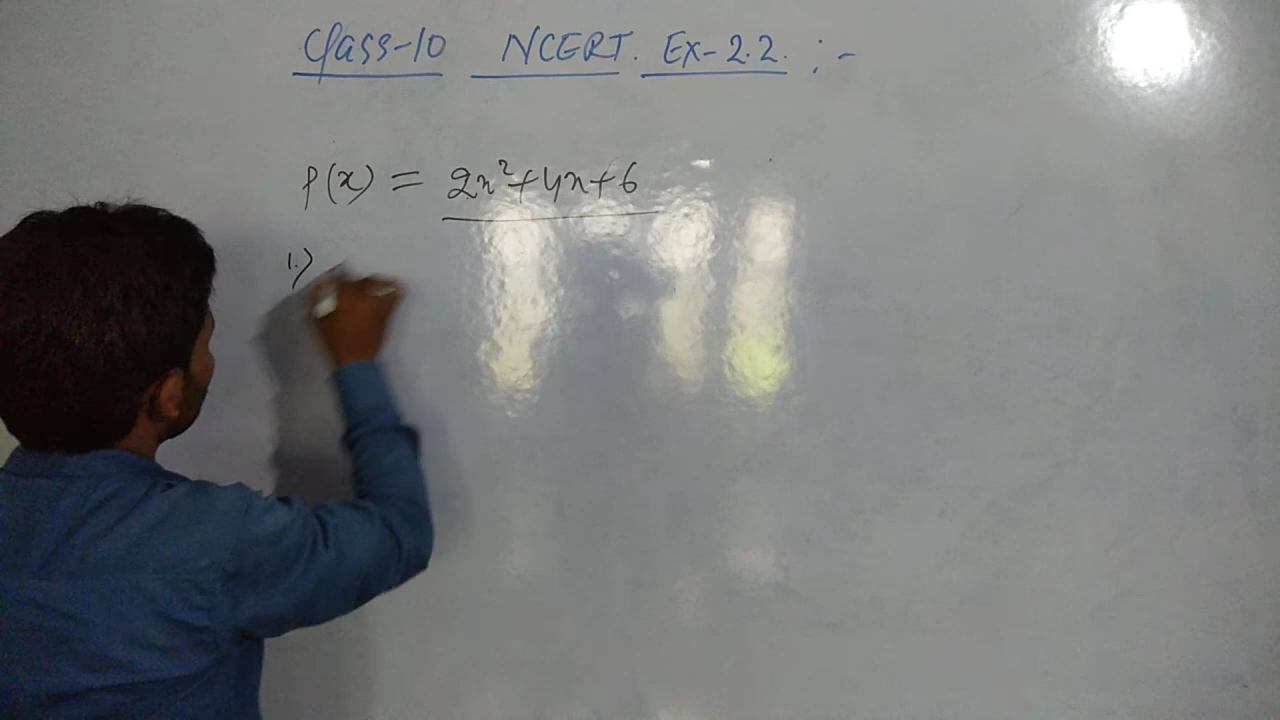 Class-10 NCERT. Ex-2.2. :-
p(x) = 2x²+4x+6
1.)